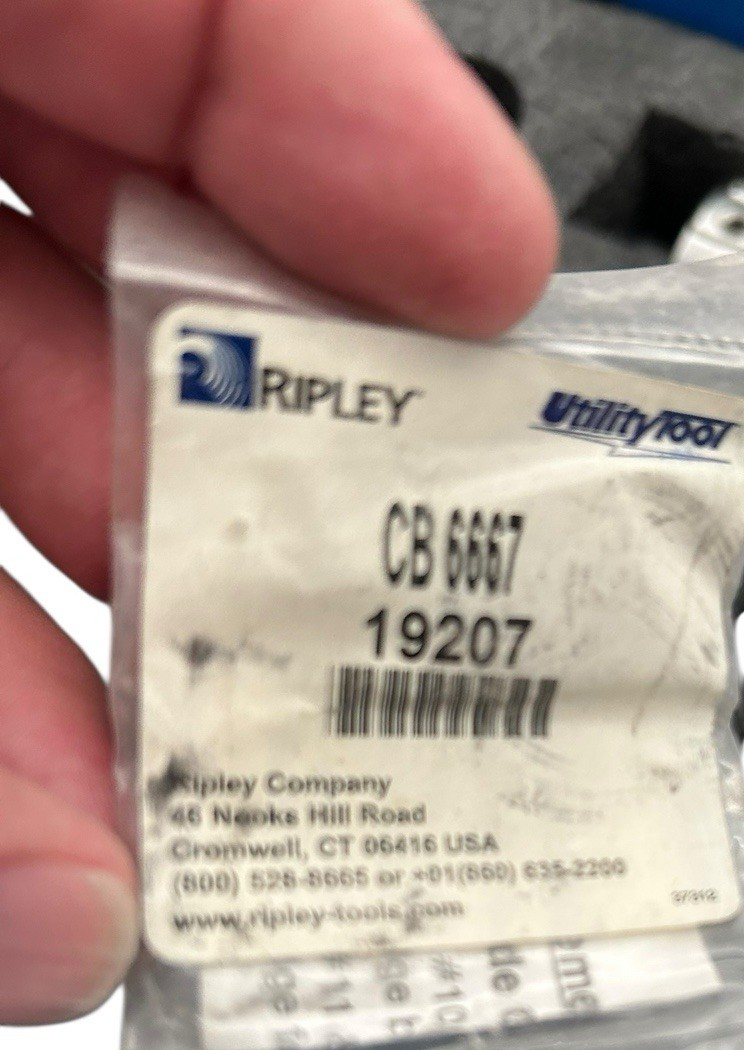 RIPLEY™
UtilityTool
CB 6667
19207
Ripley Company
46 Nooks Hill Road
Cromwell, CT 06416 USA
(800) 528-8665 or +01(860) 635-2200
www.ripley-tools.com